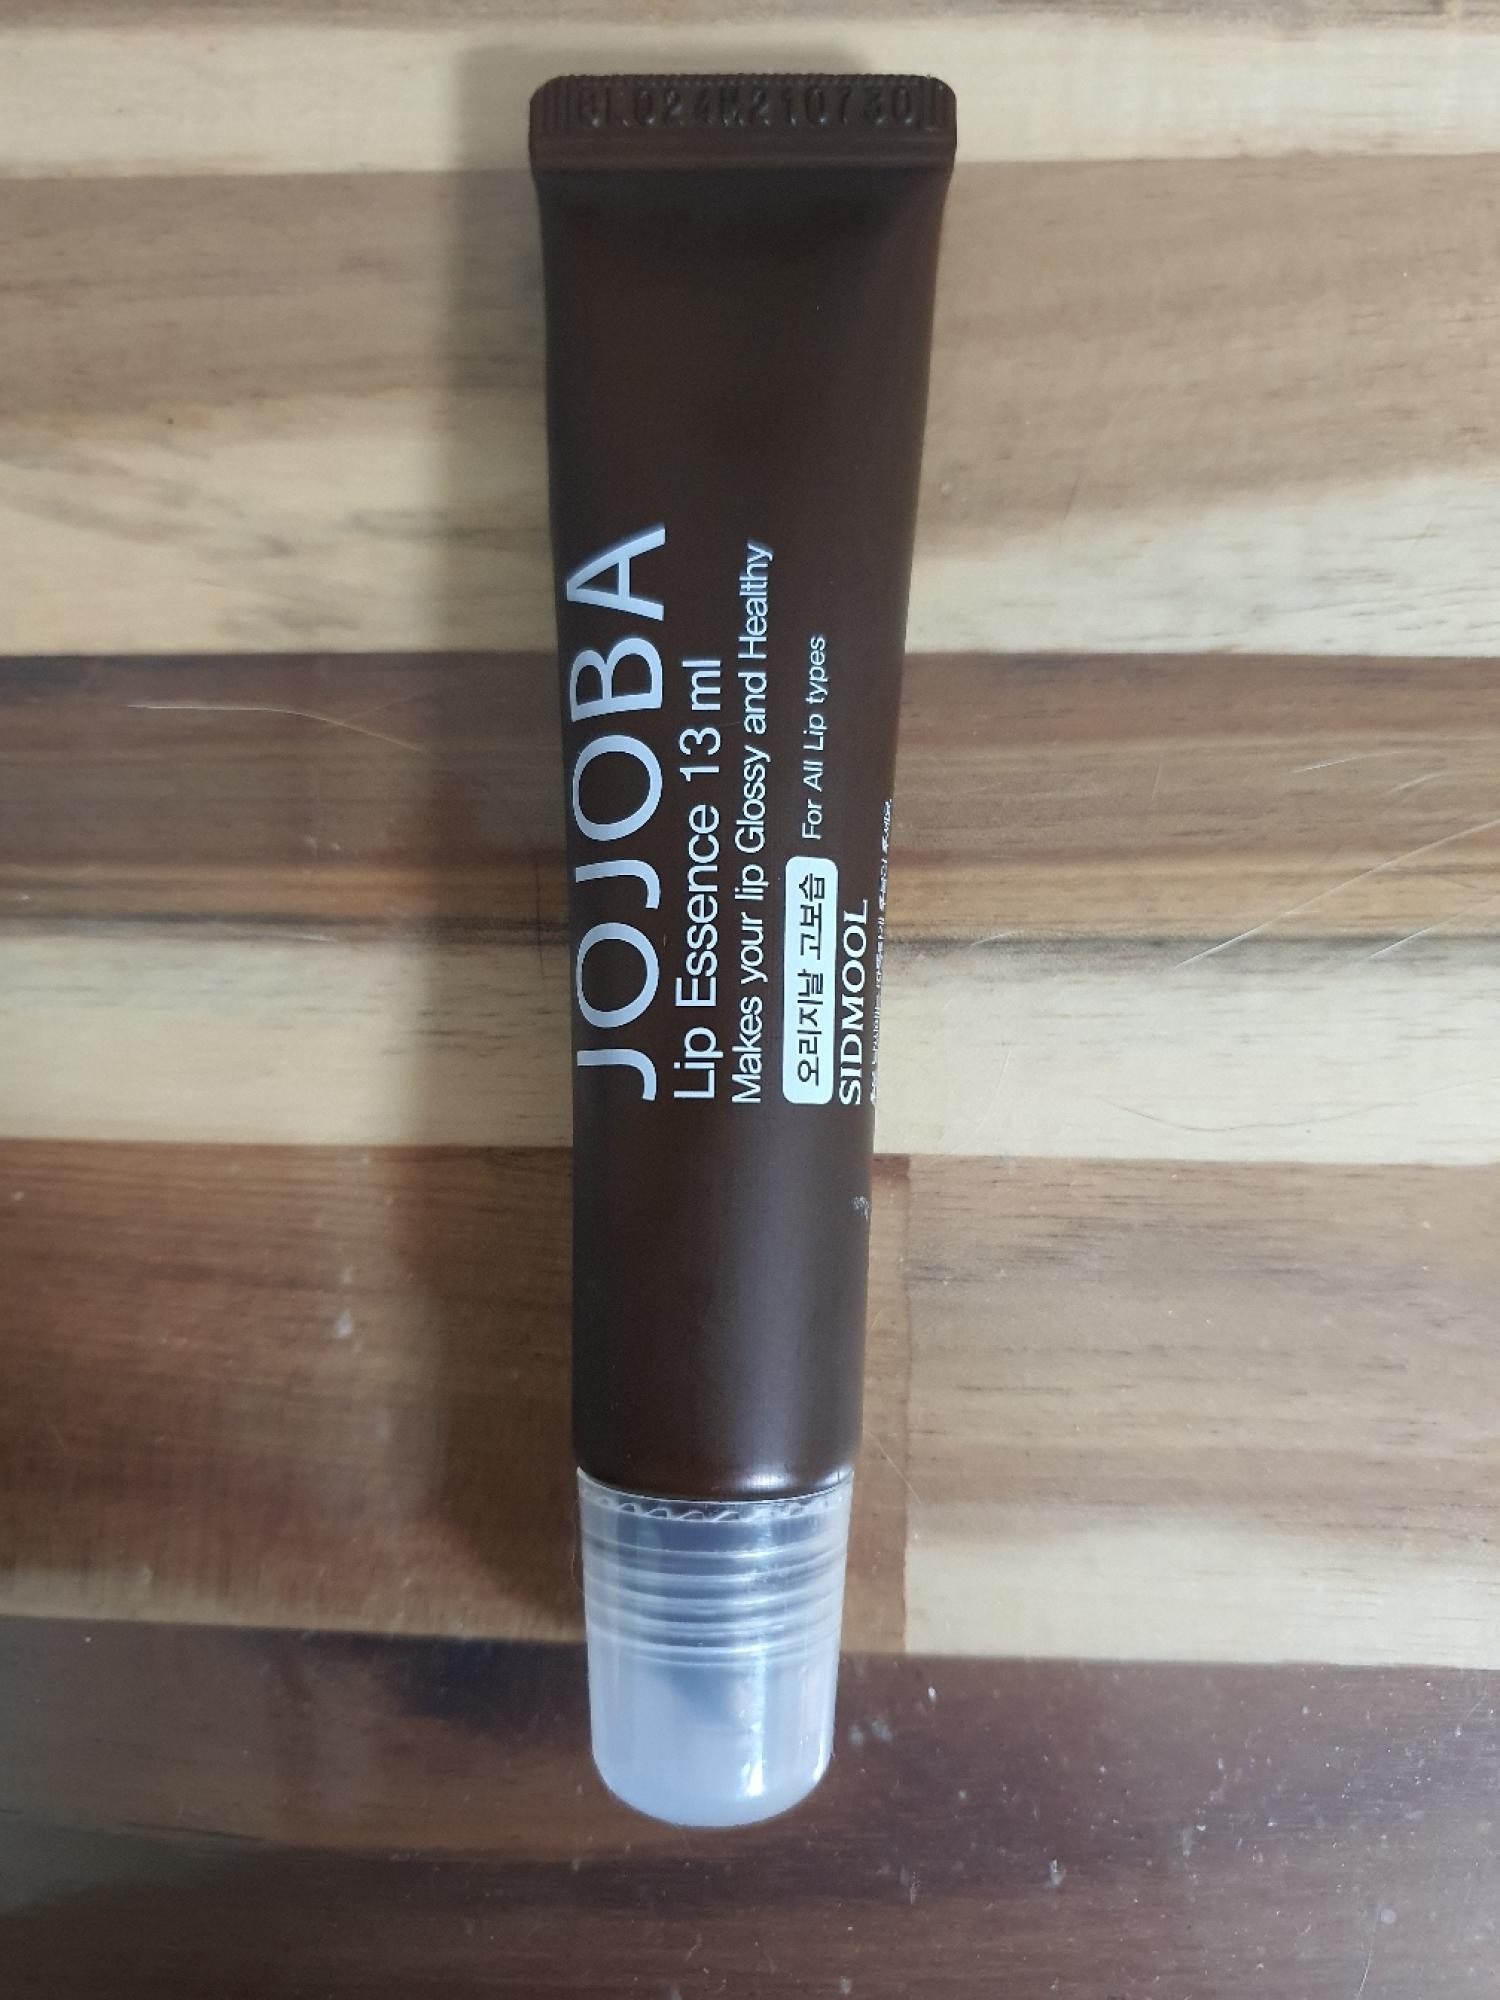 JOJOBA
Lip Essence 13 ml
Makes your lip Glossy and Healthy
오리지날 고보습 For All Lip types
SIDMOOL